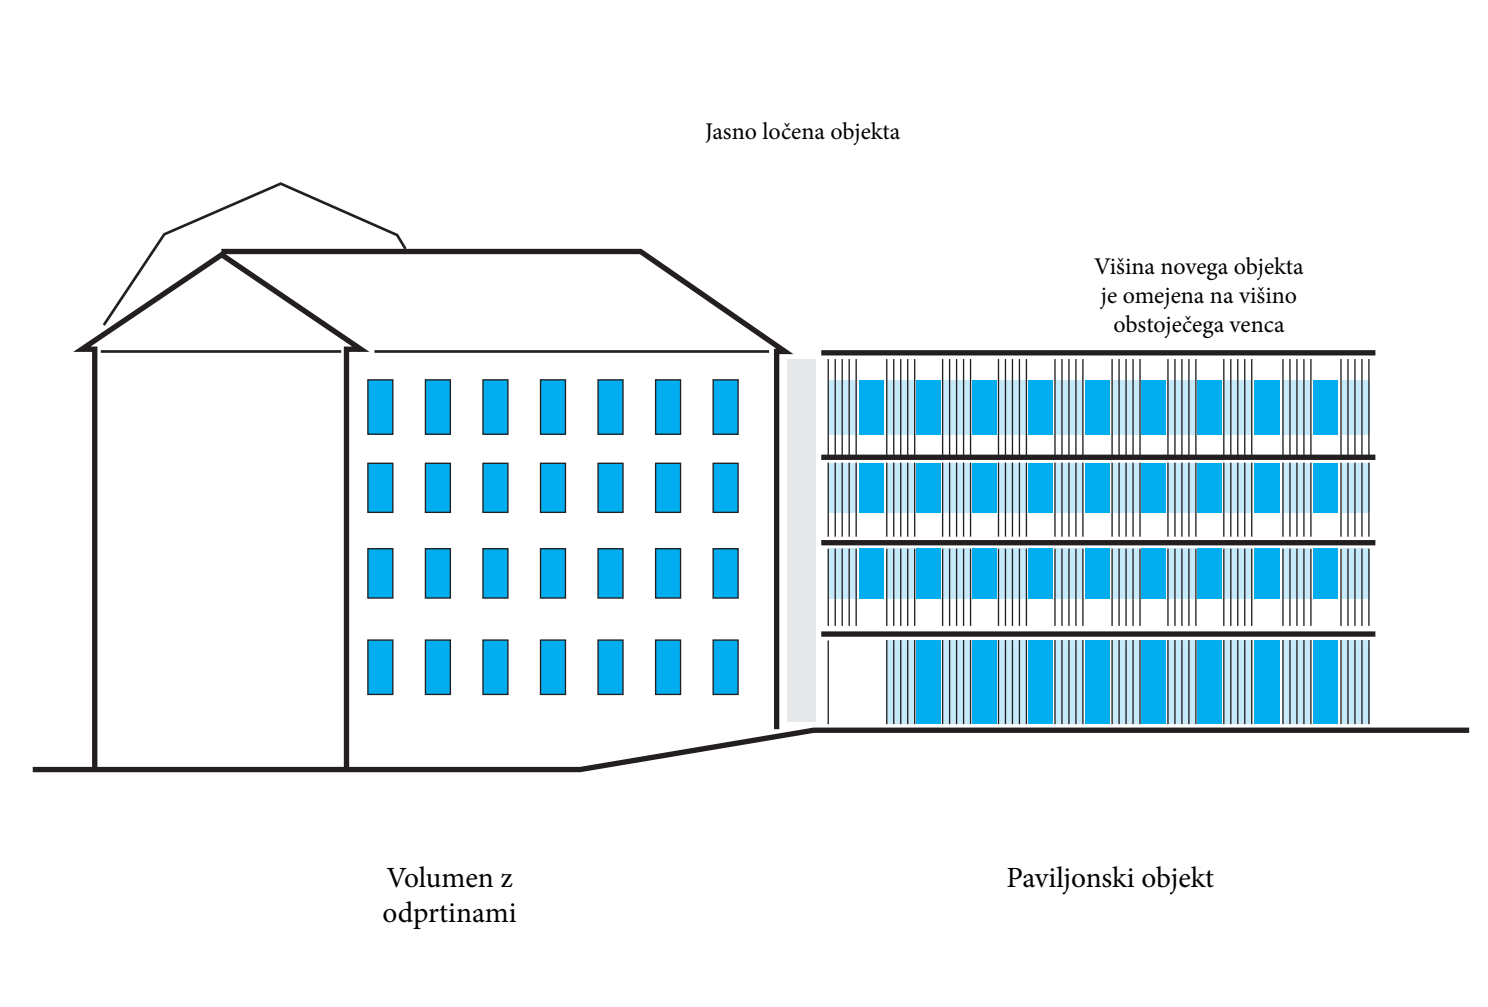 Jasno ločena objekta
Višina novega objekta
je omejena na višino
obstoječega venca
Volumen z
odprtinami
Paviljonski objekt